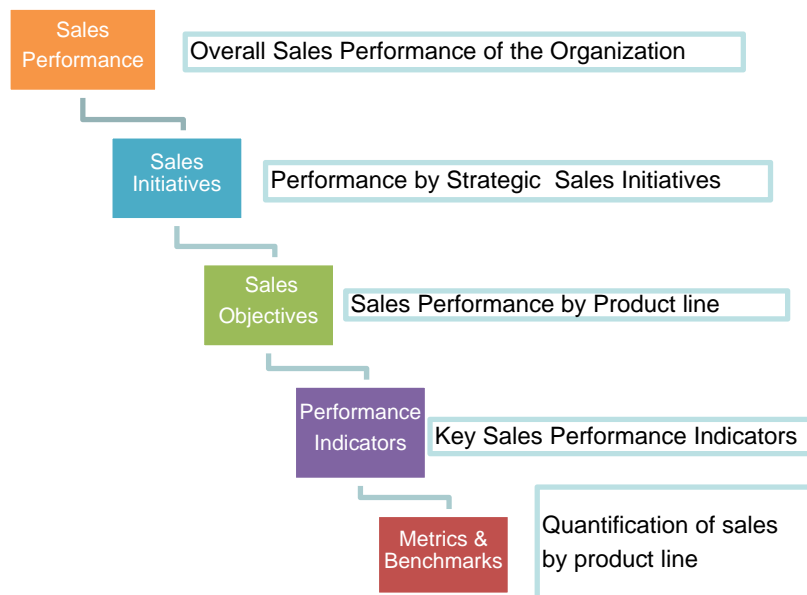 Sales
Performance
Overall Sales Performance of the Organization
Sales
Initiatives
Performance by Strategic Sales Initiatives
Sales
Objectives
Sales Performance by Product line
Performance
Indicators
Key Sales Performance Indicators
Metrics &
Benchmarks
Quantification of sales
by product line